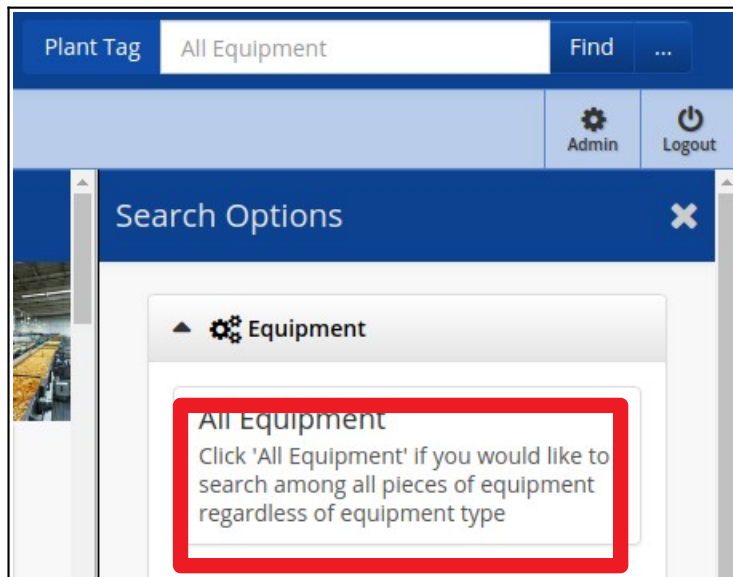 Plant Tag All Equipment Find ...
Admin Logout
Search Options
Equipment
All Equipment
Click 'All Equipment' if you would like to
search among all pieces of equipment
regardless of equipment type